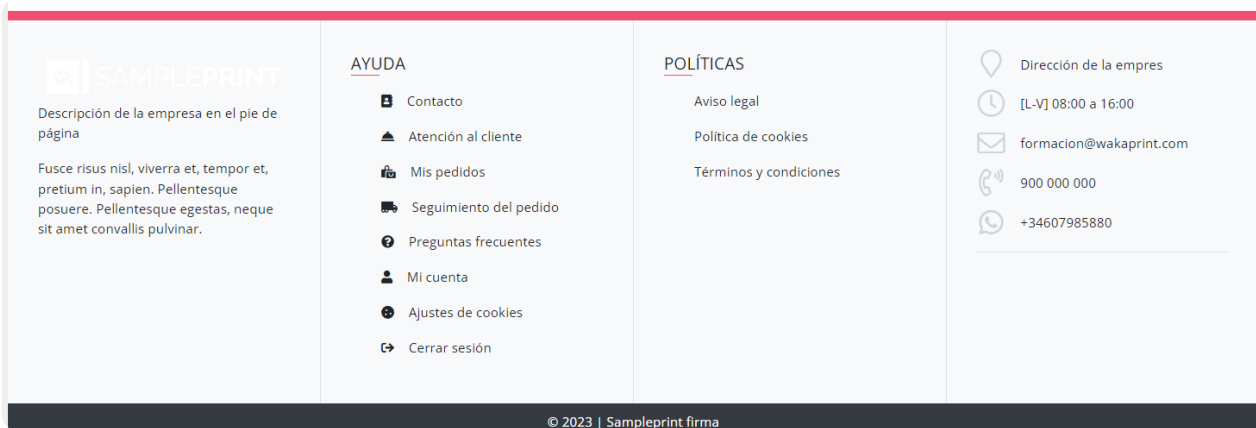 SAMPLEPRINT
Descripción de la empresa en el pie de
página
Fusce risus nisl, viverra et, tempor et,
pretium in, sapien. Pellentesque
posuere. Pellentesque egestas, neque
sit amet convallis pulvinar.
AYUDA
Contacto
Atención al cliente
Mis pedidos
Seguimiento del pedido
Preguntas frecuentes
Mi cuenta
Ajustes de cookies
Cerrar sesión
POLÍTICAS
Aviso legal
Política de cookies
Términos y condiciones
Dirección de la empres
[L-V] 08:00 a 16:00
formacion@wakaprint.com
900 000 000
+34607985880
© 2023 | Sampleprint firma